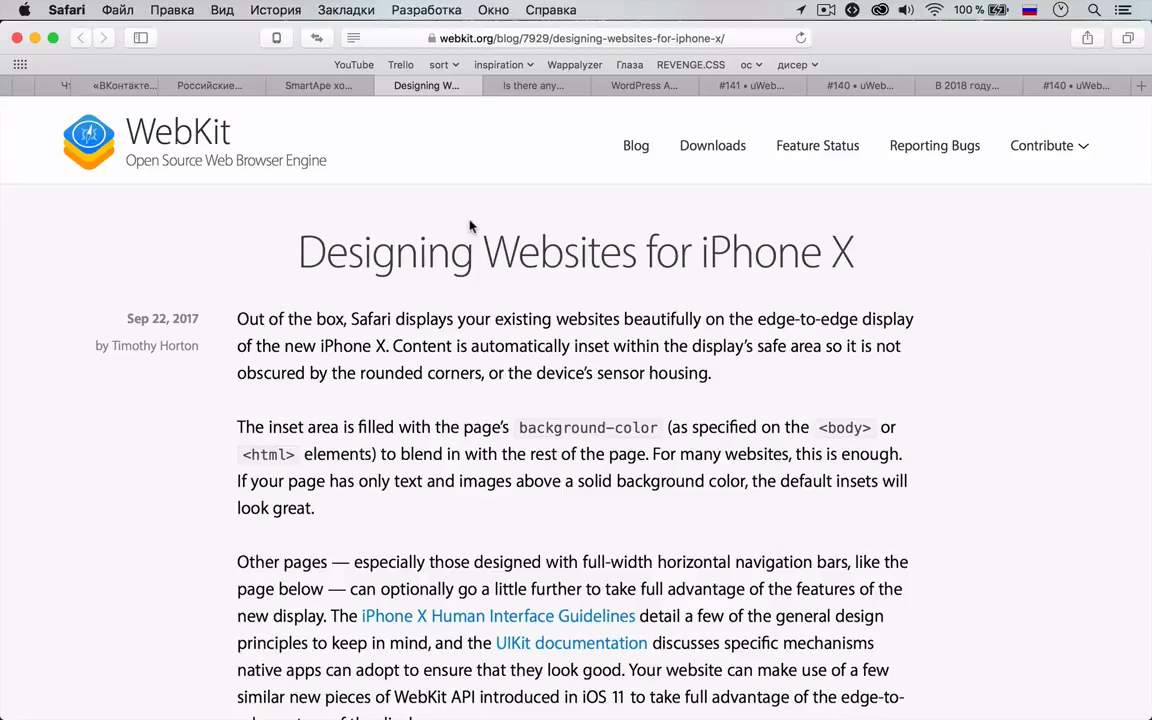 Safari Файл Правка Вид История Закладки Разработка Окно Справка 100 %
webkit.org/blog/7929/designing-websites-for-iphone-x/
YouTube Trello sort inspiration Wappalyzer Глаза REVENGE.CSS ос дисер
«ВКонтакте... Российские... SmartApe хо... Designing W... Is there any... WordPress A... #141 • uWeb... #140 • uWeb... В 2018 году... #140 • uWeb...
WebKit
Open Source Web Browser Engine
Blog Downloads Feature Status Reporting Bugs Contribute
Designing Websites for iPhone X
Sep 22, 2017
by Timothy Horton
Out of the box, Safari displays your existing websites beautifully on the edge-to-edge display
of the new iPhone X. Content is automatically inset within the display’s safe area so it is not
obscured by the rounded corners, or the device’s sensor housing.
The inset area is filled with the page’s background-color (as specified on the <body> or
<html> elements) to blend in with the rest of the page. For many websites, this is enough.
If your page has only text and images above a solid background color, the default insets will
look great.
Other pages — especially those designed with full-width horizontal navigation bars, like the
page below — can optionally go a little further to take full advantage of the features of the
new display. The iPhone X Human Interface Guidelines detail a few of the general design
principles to keep in mind, and the UIKit documentation discusses specific mechanisms
native apps can adopt to ensure that they look good. Your website can make use of a few
similar new pieces of WebKit API introduced in iOS 11 to take full advantage of the edge-to-